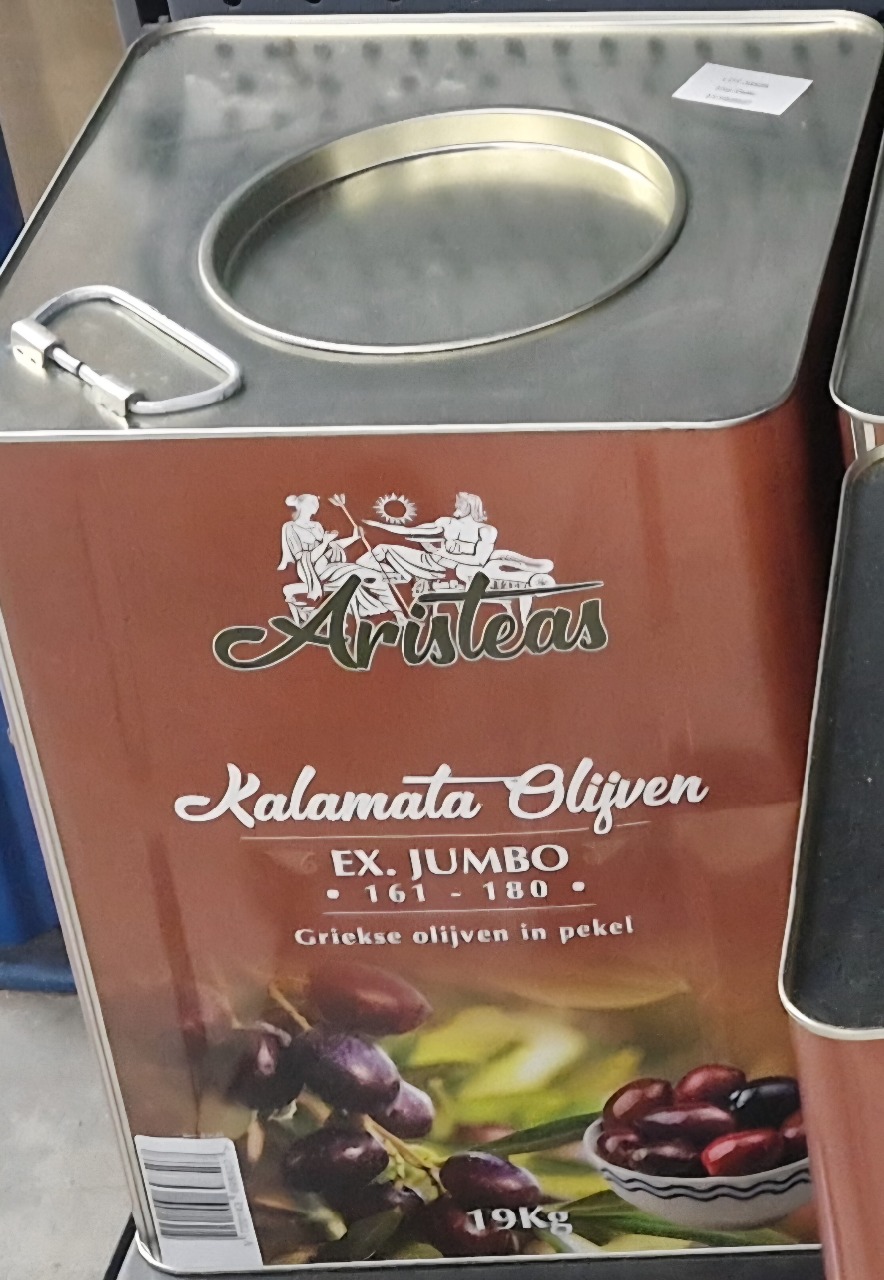 Aristeas
Kalamata Olijven
EX. JUMBO
• 161 - 180 •
Griekse olijven in pekel
19Kg